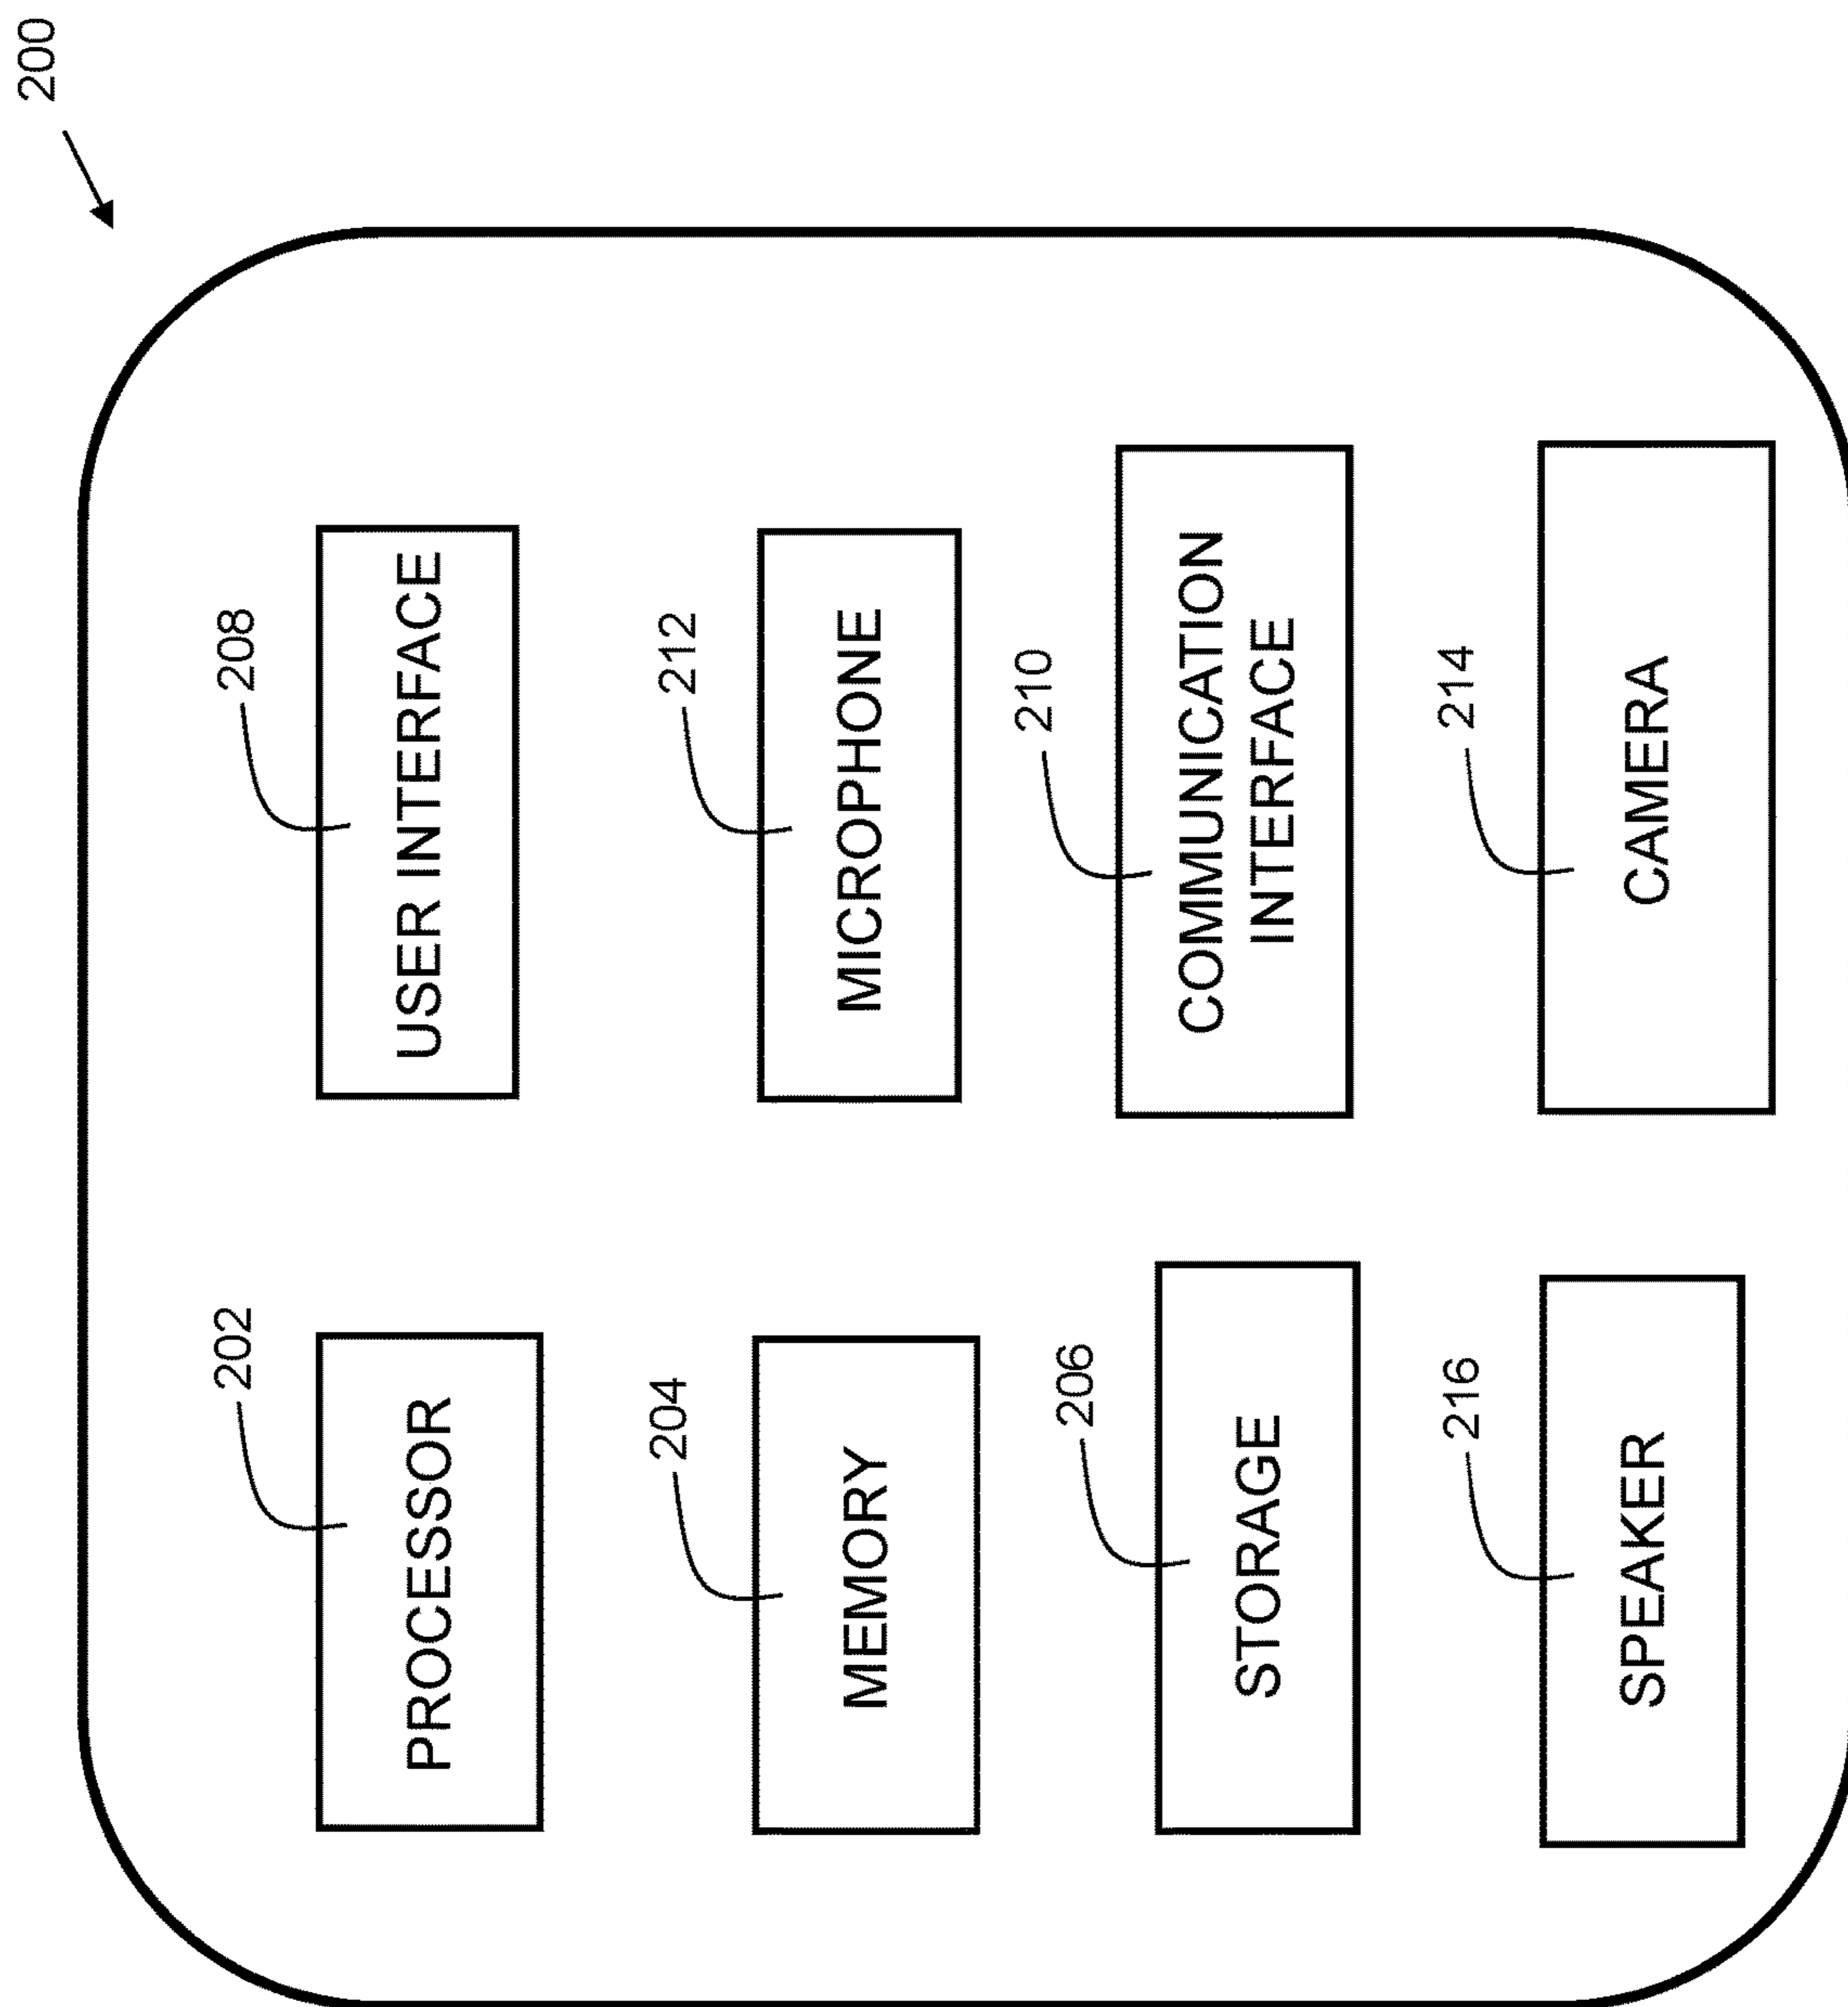 200
202
PROCESSOR
208
USER INTERFACE
204
MEMORY
212
MICROPHONE
206
STORAGE
210
COMMUNICATION
INTERFACE
216
SPEAKER
214
CAMERA